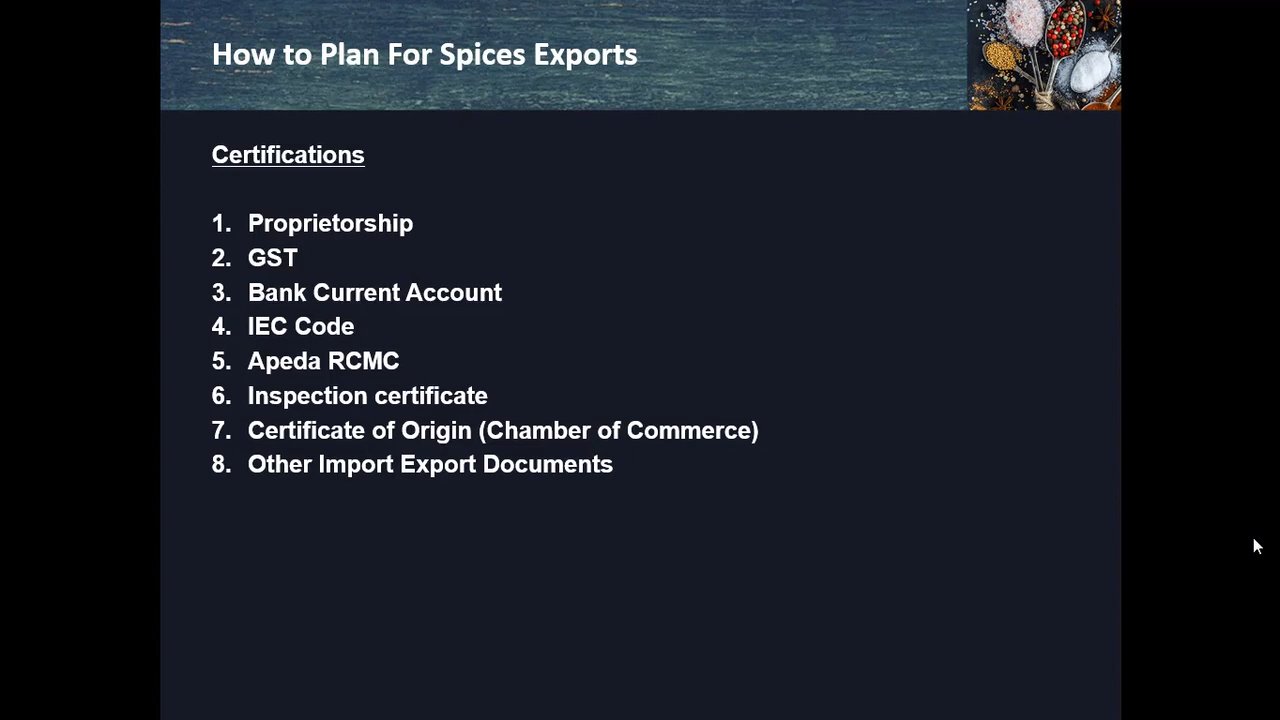 How to Plan For Spices Exports
Certifications
1. Proprietorship
2. GST
3. Bank Current Account
4. IEC Code
5. Apeda RCMC
6. Inspection certificate
7. Certificate of Origin (Chamber of Commerce)
8. Other Import Export Documents